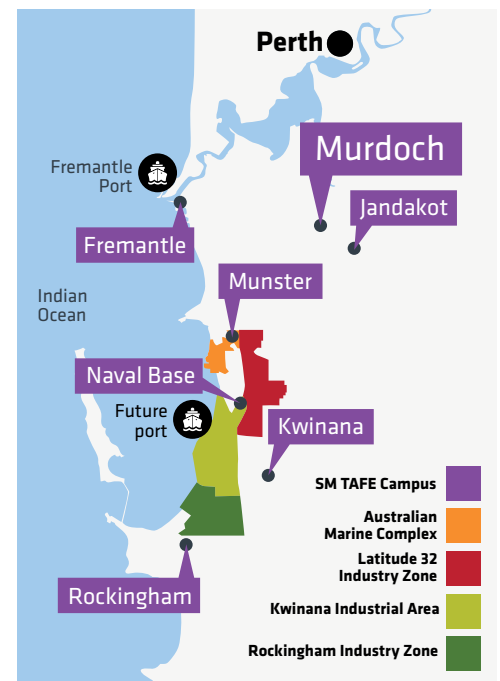 Perth
Murdoch
Fremantle
Port
Jandakot
Fremantle
Munster
Indian
Ocean
Naval Base
Future
port
Kwinana
SM TAFE Campus
Australian
Marine Complex
Latitude 32
Industry Zone
Rockingham
Kwinana Industrial Area
Rockingham Industry Zone